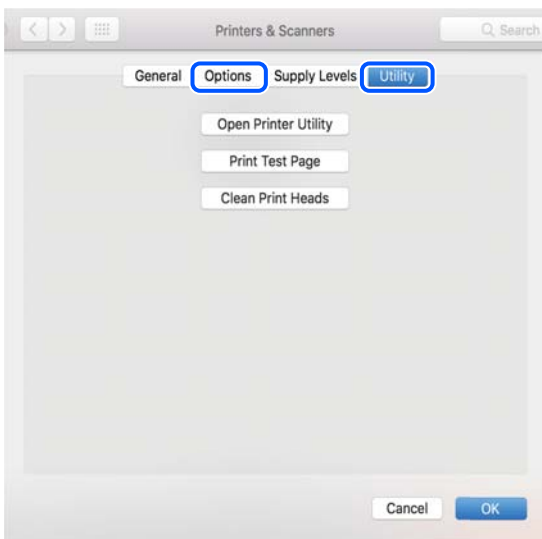 Printers & Scanners Search
General Options Supply Levels Utility
Open Printer Utility
Print Test Page
Clean Print Heads
Cancel OK